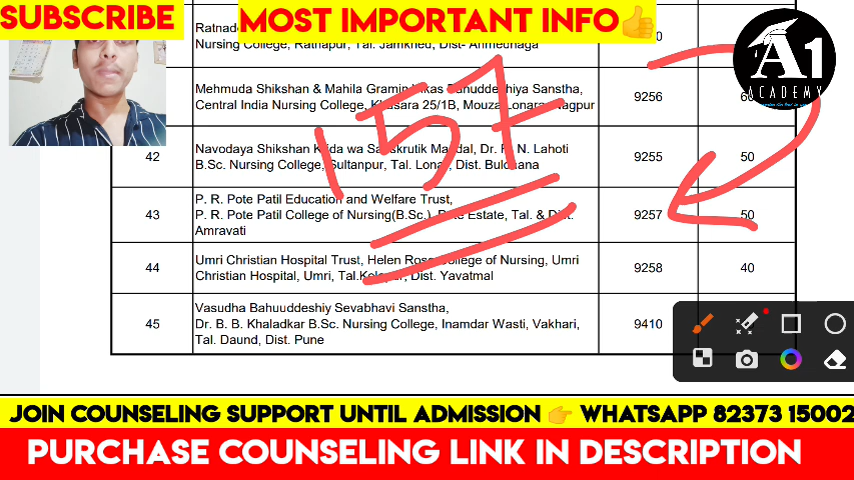 SUBSCRIBE
MOST IMPORTANT INFO👍
Nursing College, Ratnapur, Tal. Jamkhed, Dist-
Mehmuda Shikshan & Mahila Gramin Vikas Bahuddeshiya Sanstha,
Central India Nursing College, Khasara 25/1B, Mouza Lonara, Nagpur
9256
60
42
Navodaya Shikshan Krida wa Sanskrutik Mandal, Dr. R. N. Lahoti
B.Sc. Nursing College, Sultanpur, Tal. Lonar, Dist. Buldhana
9255
50
43
P. R. Pote Patil Education and Welfare Trust,
P. R. Pote Patil College of Nursing(B.Sc.), Pote Estate, Tal. & Dist.
Amravati
9257
50
44
Umri Christian Hospital Trust, Helen Rose College of Nursing, Umri
Christian Hospital, Umri, Tal.Kelapur, Dist. Yavatmal
9258
40
45
Vasudha Bahuuddeshiy Sevabhavi Sanstha,
Dr. B. B. Khaladkar B.Sc. Nursing College, Inamdar Wasti, Vakhari,
Tal. Daund, Dist. Pune
9410
A1
ACADEMY
JOIN COUNSELING SUPPORT UNTIL ADMISSION 👉 WHATSAPP 82373 15002
PURCHASE COUNSELING LINK IN DESCRIPTION